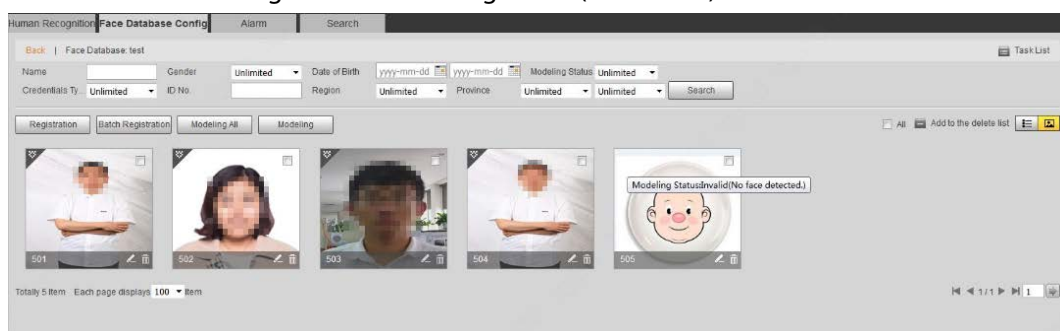 Human Recognition Face Database Config Alarm Search
Back | Face Database: test Task List
Name Gender Unlimited Date of Birth yyyy-mm-dd yyyy-mm-dd Modeling Status Unlimited
Credentials Ty... Unlimited ID No. Region Unlimited Province Unlimited Unlimited Search
Registration Batch Registration Modeling All Modeling All Add to the delete list
Modeling Status:Invalid(No face detected.)
501 502 503 504 505
Totally 5 Item Each page displays 100 Item 1/1 1